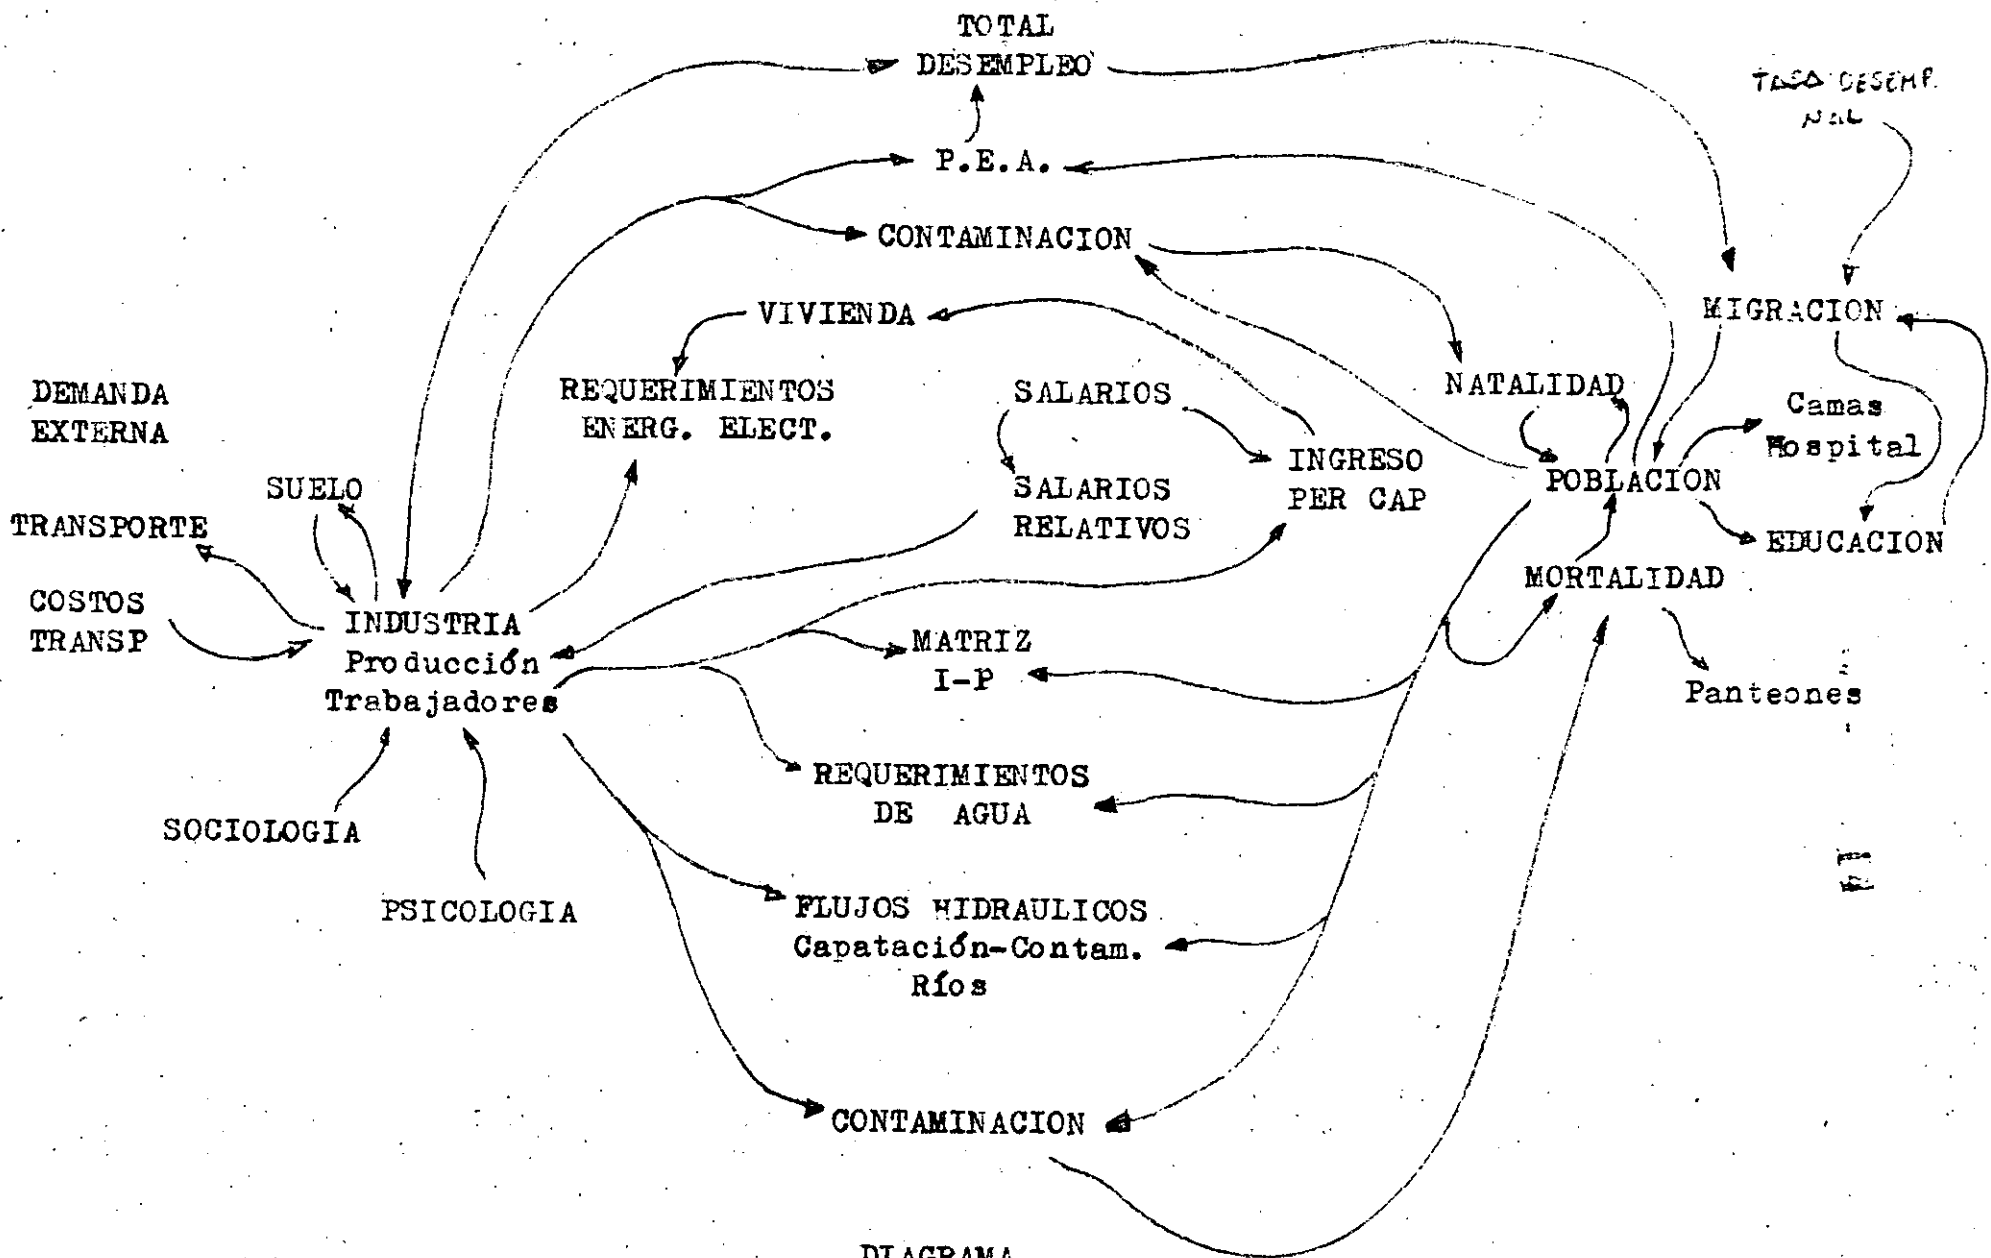 TOTAL
DESEMPLEO
TASA DESEMP.
NAL
P.E.A.
CONTAMINACION
VIVIENDA
MIGRACION
DEMANDA
EXTERNA
REQUERIMIENTOS
ENERG. ELECT.
SALARIOS
NATALIDAD
Camas
Hospital
SUELO
SALARIOS
RELATIVOS
INGRESO
PER CAP
POBLACION
TRANSPORTE
EDUCACION
MORTALIDAD
COSTOS
TRANSP
INDUSTRIA
Producción
Trabajadores
MATRIZ
I-P
Panteones
REQUERIMIENTOS
DE AGUA
SOCIOLOGIA
PSICOLOGIA
FLUJOS HIDRAULICOS
Capatación-Contam.
Ríos
CONTAMINACION
DIAGRAMA